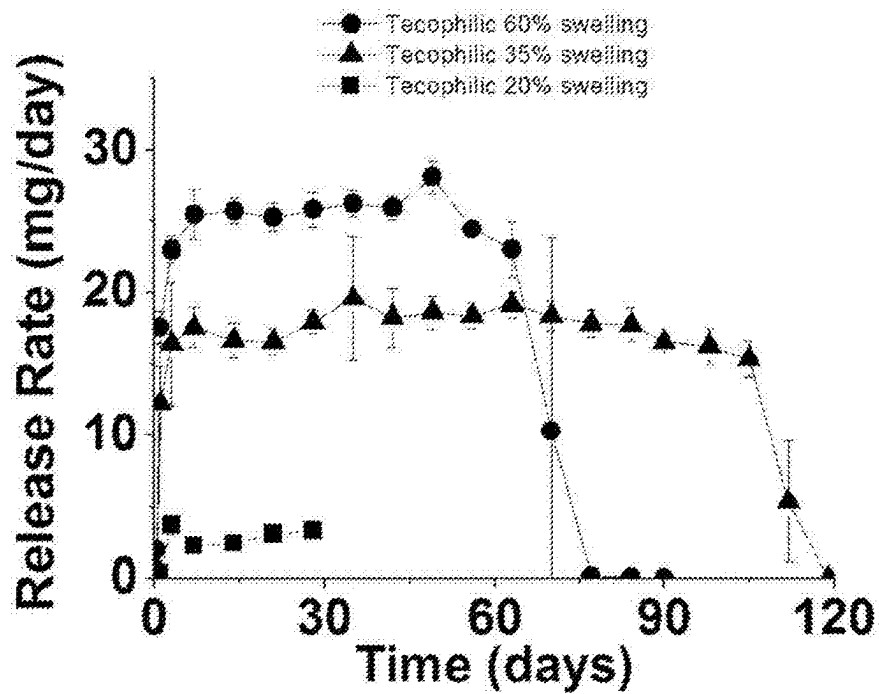 Tecophilic 60% swelling
Tecophilic 35% swelling
Tecophilic 20% swelling
Release Rate (mg/day)
30
20
10
0
0 30 60 90 120
Time (days)